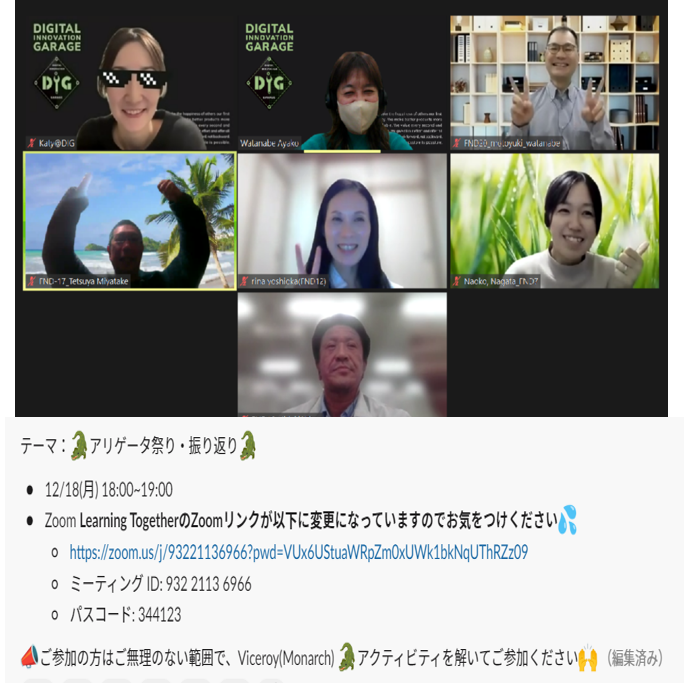 DIGITAL
INNOVATION
GARAGE
DIG
DIGITAL
INNOVATION
GARAGE
DIG
Katy@DIG
Watanabe Ayako
FND20_motoyuki_watanabe
FND-17_Tetsuya Miyatake
rina yoshioka(FND12)
Naoko, Nagata_FND7
テーマ：🐊アリゲータ祭り・振り返り🐊
● 12/18(月) 18:00~19:00
● Zoom Learning TogetherのZoomリンクが以下に変更になっていますのでお気をつけください💦
○ https://zoom.us/j/93221136966?pwd=VUx6UStuaWRpZm0xUWk1bkNqUThRZz09
○ ミーティング ID: 932 2113 6966
○ パスコード: 344123
📣ご参加の方はご無理のない範囲で、Viceroy(Monarch) 🐊アクティビティを解いてご参加ください🙌（編集済み）